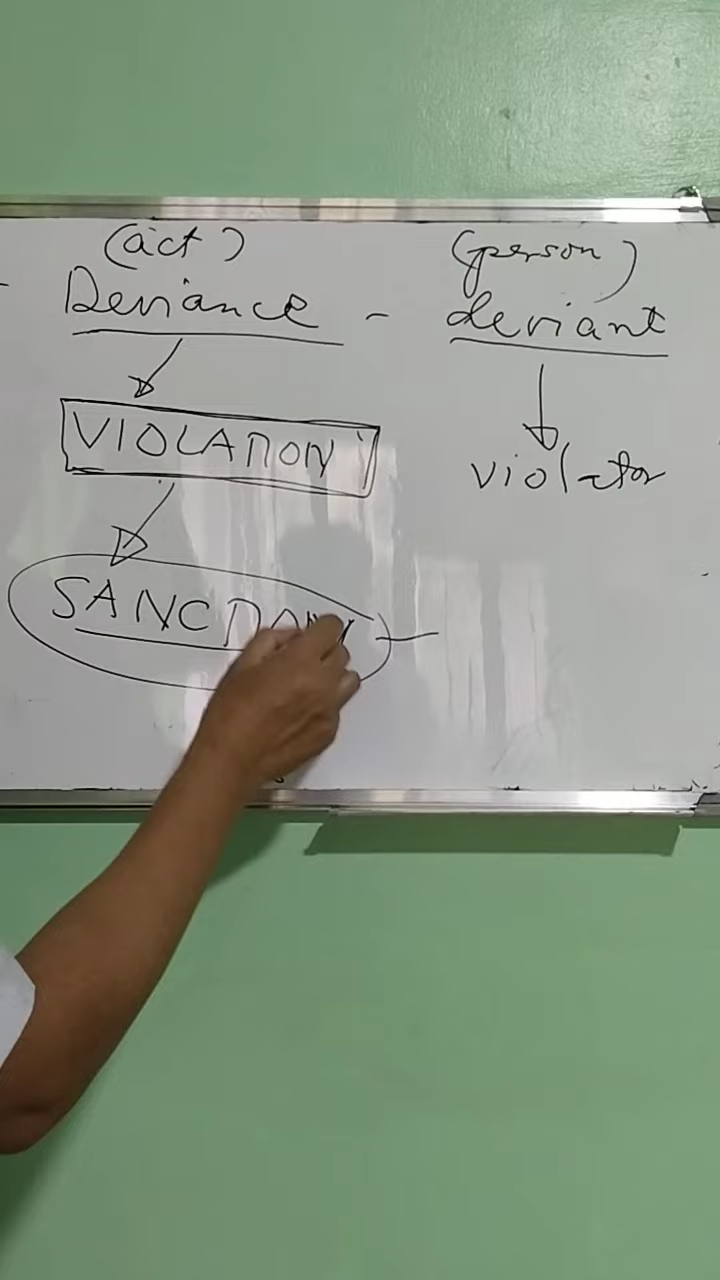 (act) (person)
Deviance - deviant
VIOLATION
violator
SANCTION